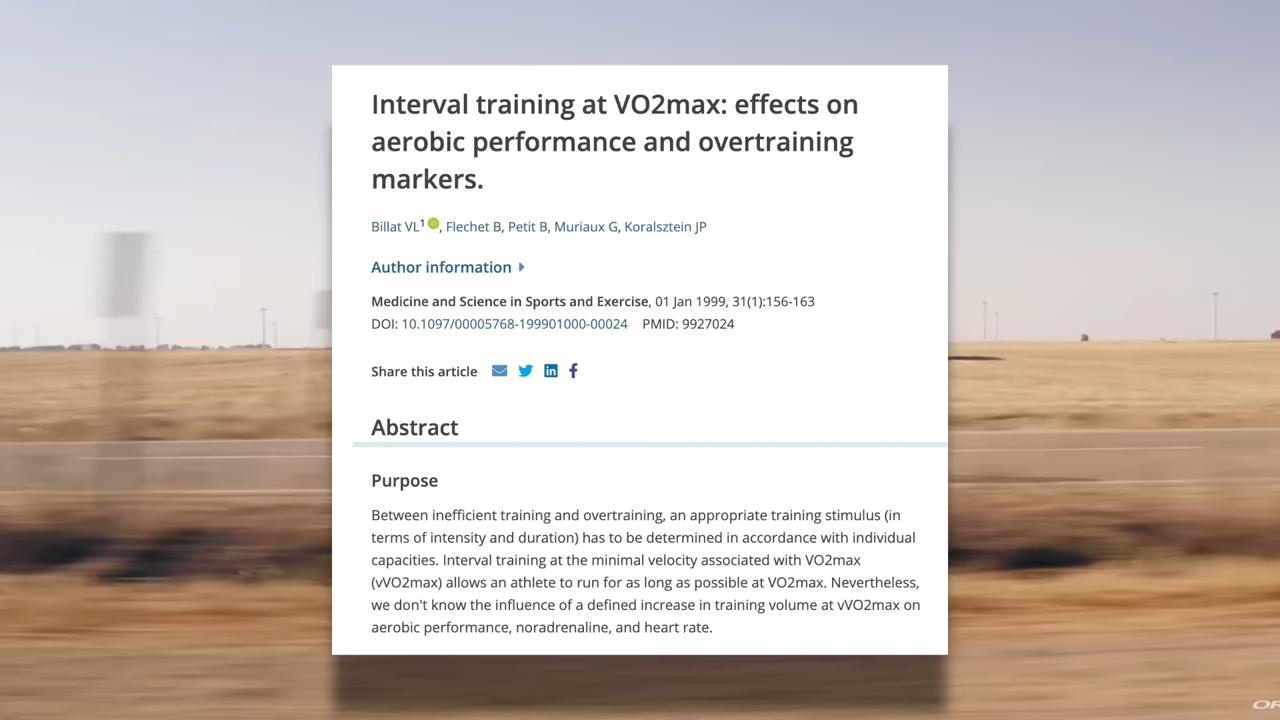 Interval training at VO2max: effects on
aerobic performance and overtraining
markers.
Billat VL1, Flechet B, Petit B, Muriaux G, Koralsztein JP
Author information
Medicine and Science in Sports and Exercise, 01 Jan 1999, 31(1):156-163
DOI: 10.1097/00005768-199901000-00024 PMID: 9927024
Share this article
Abstract
Purpose
Between inefficient training and overtraining, an appropriate training stimulus (in
terms of intensity and duration) has to be determined in accordance with individual
capacities. Interval training at the minimal velocity associated with VO2max
(vVO2max) allows an athlete to run for as long as possible at VO2max. Nevertheless,
we don't know the influence of a defined increase in training volume at vVO2max on
aerobic performance, noradrenaline, and heart rate.